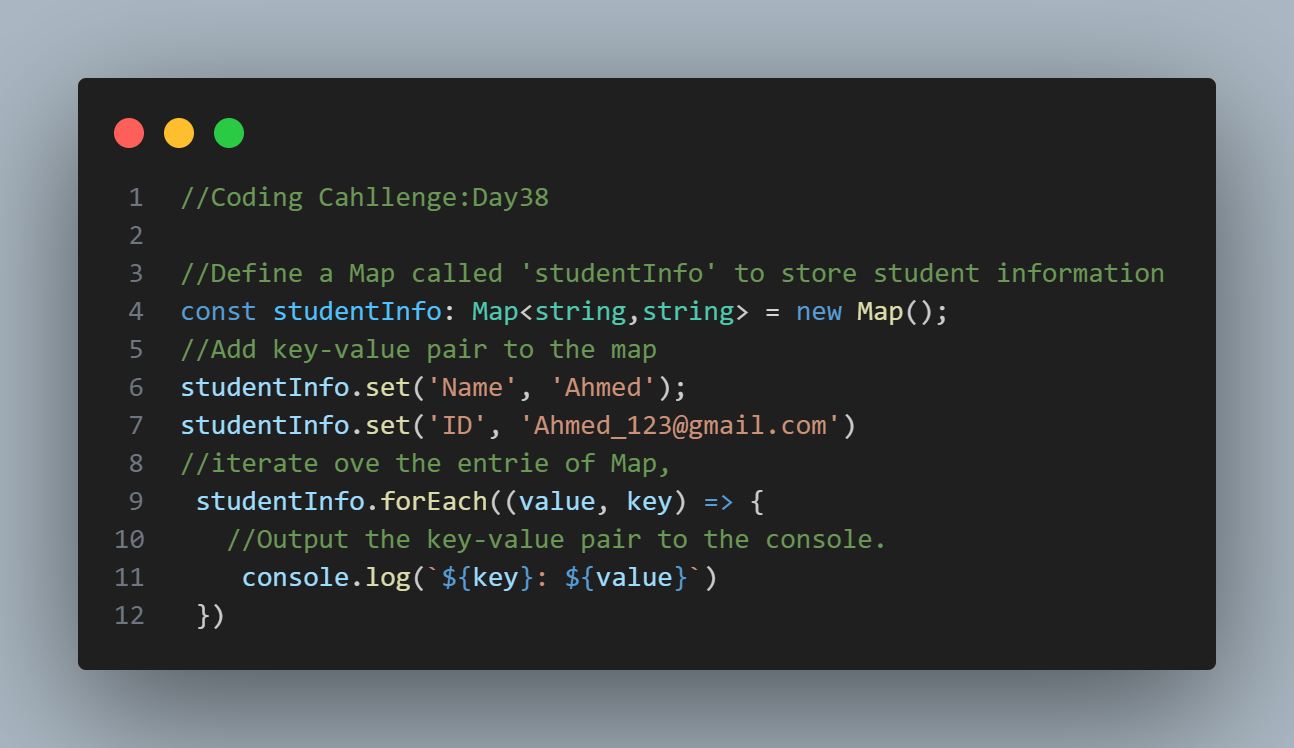 1 //Coding Cahllenge:Day38
2
3 //Define a Map called 'studentInfo' to store student information
4 const studentInfo: Map<string,string> = new Map();
5 //Add key-value pair to the map
6 studentInfo.set('Name', 'Ahmed');
7 studentInfo.set('ID', 'Ahmed_123@gmail.com')
8 //iterate ove the entrie of Map,
9  studentInfo.forEach((value, key) => {
10    //Output the key-value pair to the console.
11     console.log(`${key}: ${value}`)
12  })